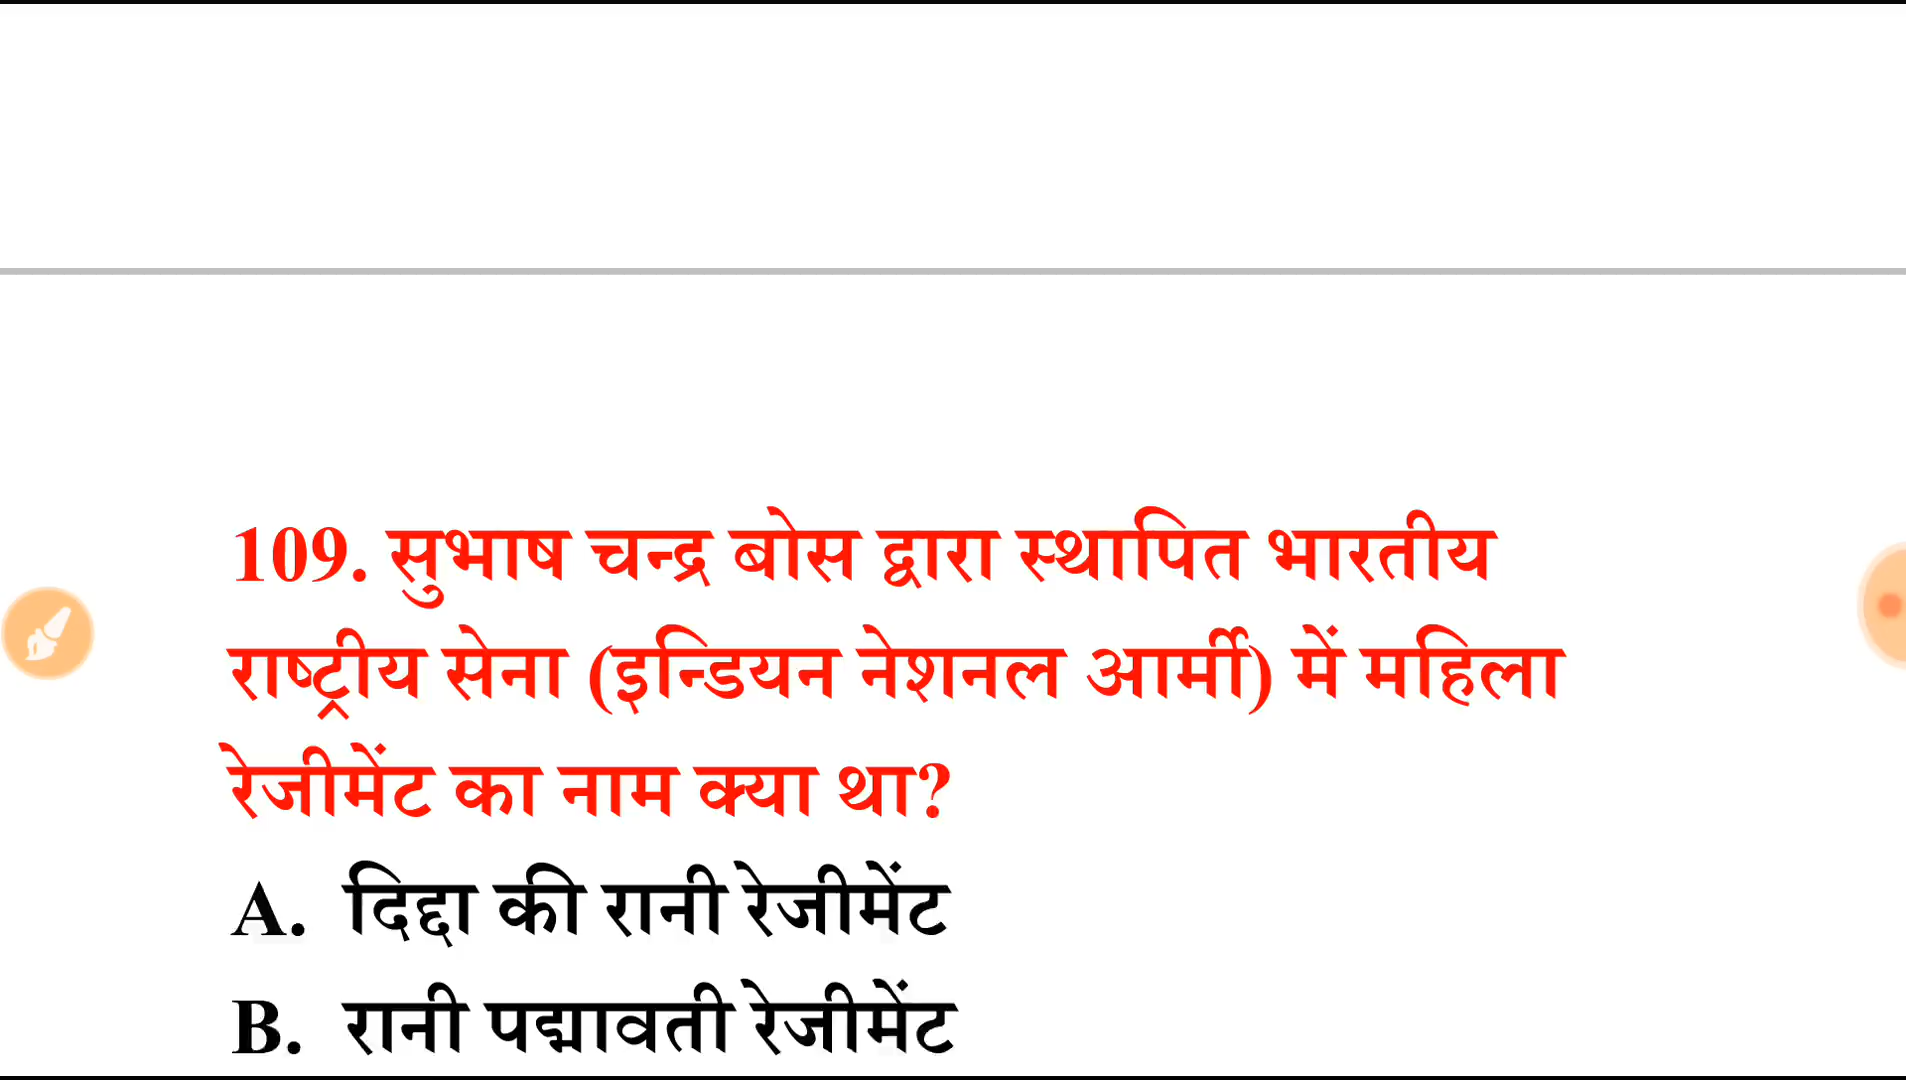 109. सुभाष चन्द्र बोस द्वारा स्थापित भारतीय
राष्ट्रीय सेना (इन्डियन नेशनल आर्मी) में महिला
रेजीमेंट का नाम क्या था?
A. दिद्दा की रानी रेजीमेंट
B. रानी पद्मावती रेजीमेंट